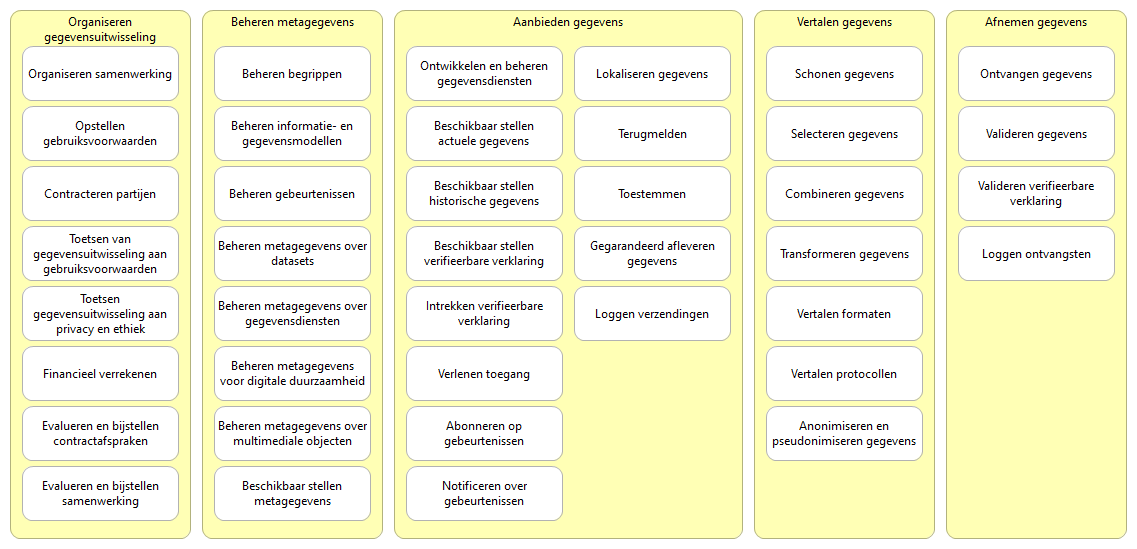 Organiseren
gegevensuitwisseling
Organiseren samenwerking
Opstellen
gebruiksvoorwaarden
Contracteren partijen
Toetsen van
gegevensuitwisseling aan
gebruiksvoorwaarden
Toetsen
gegevensuitwisseling aan
privacy en ethiek
Financieel verrekenen
Evalueren en bijstellen
contractafspraken
Evalueren en bijstellen
samenwerking
Beheren metagegevens
Beheren begrippen
Beheren informatie- en
gegevensmodellen
Beheren gebeurtenissen
Beheren metagegevens over
datasets
Beheren metagegevens over
gegevensdiensten
Beheren metagegevens
voor digitale duurzaamheid
Beheren metagegevens over
multimediale objecten
Beschikbaar stellen
metagegevens
Aanbieden gegevens
Ontwikkelen en beheren
gegevensdiensten
Beschikbaar stellen
actuele gegevens
Beschikbaar stellen
historische gegevens
Beschikbaar stellen
verifieerbare verklaring
Intrekken verifieerbare
verklaring
Verlenen toegang
Abonneren op
gebeurtenissen
Notificeren over
gebeurtenissen
Lokaliseren gegevens
Terugmelden
Toestemmen
Gegarandeerd afleveren
gegevens
Loggen verzendingen
Vertalen gegevens
Schonen gegevens
Selecteren gegevens
Combineren gegevens
Transformeren gegevens
Vertalen formaten
Vertalen protocollen
Anonimiseren en
pseudonimiseren gegevens
Afnemen gegevens
Ontvangen gegevens
Valideren gegevens
Valideren verifieerbare
verklaring
Loggen ontvangsten